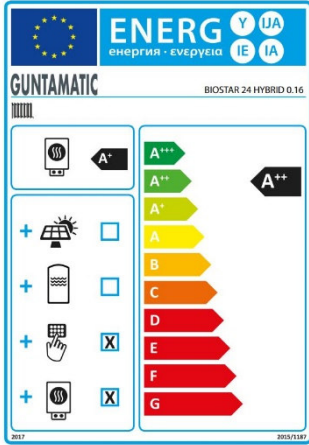 ENERG Y IJA
енергия · ενεργεια IE IA
GUNTAMATIC
BIOSTAR 24 HYBRID 0.16
A+
A+++
A++
A++
A+
A
B
C
D
E
F
G
+
+
+ X
+ X
2017
2015/1187